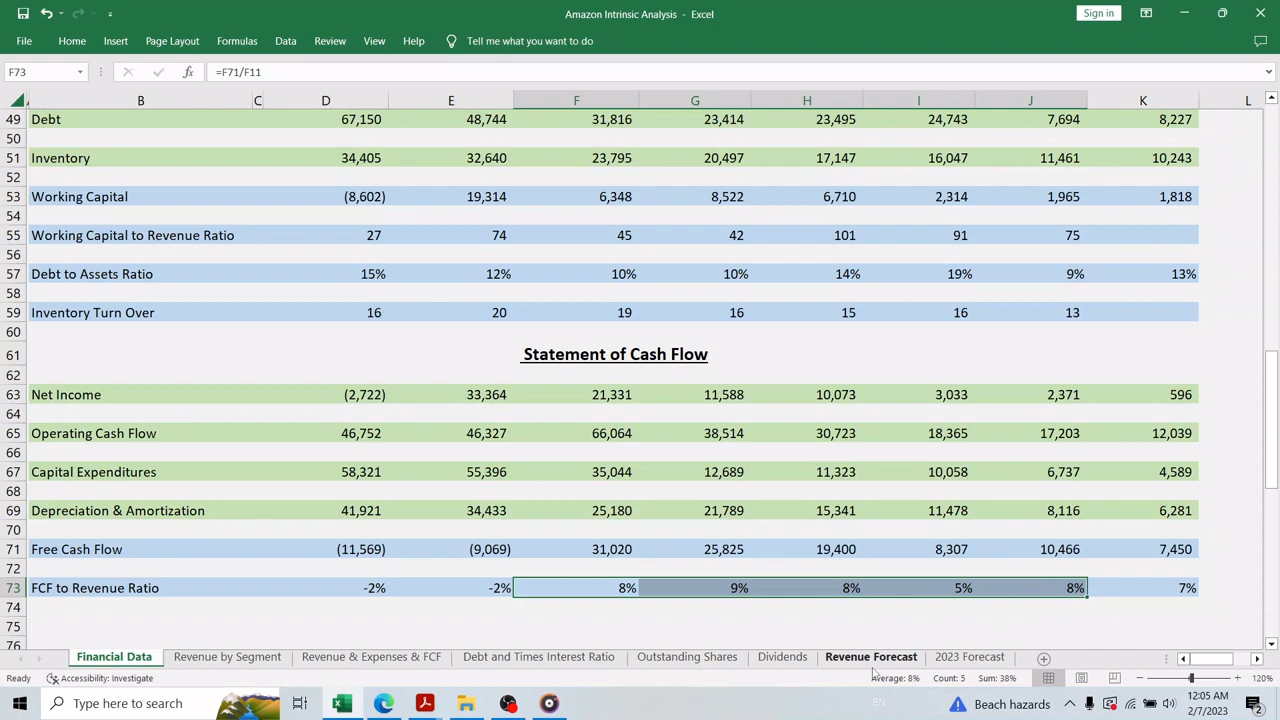 Amazon Intrinsic Analysis - Excel
Sign in
File Home Insert Page Layout Formulas Data Review View Help Tell me what you want to do
F73 fx =F71/F11
B C D E F G H I J K L
49 Debt 67,150 48,744 31,816 23,414 23,495 24,743 7,694 8,227
50
51 Inventory 34,405 32,640 23,795 20,497 17,147 16,047 11,461 10,243
52
53 Working Capital (8,602) 19,314 6,348 8,522 6,710 2,314 1,965 1,818
54
55 Working Capital to Revenue Ratio 27 74 45 42 101 91 75
56
57 Debt to Assets Ratio 15% 12% 10% 10% 14% 19% 9% 13%
58
59 Inventory Turn Over 16 20 19 16 15 16 13
60
61 Statement of Cash Flow
62
63 Net Income (2,722) 33,364 21,331 11,588 10,073 3,033 2,371 596
64
65 Operating Cash Flow 46,752 46,327 66,064 38,514 30,723 18,365 17,203 12,039
66
67 Capital Expenditures 58,321 55,396 35,044 12,689 11,323 10,058 6,737 4,589
68
69 Depreciation & Amortization 41,921 34,433 25,180 21,789 15,341 11,478 8,116 6,281
70
71 Free Cash Flow (11,569) (9,069) 31,020 25,825 19,400 8,307 10,466 7,450
72
73 FCF to Revenue Ratio -2% -2% 8% 9% 8% 5% 8% 7%
74
75
76
Financial Data Revenue by Segment Revenue & Expenses & FCF Debt and Times Interest Ratio Outstanding Shares Dividends Revenue Forecast 2023 Forecast
Accessibility: Investigate Average: 8% Count: 5 Sum: 38% 120%
Type here to search EN Beach hazards 12:05 AM
2/7/2023 2